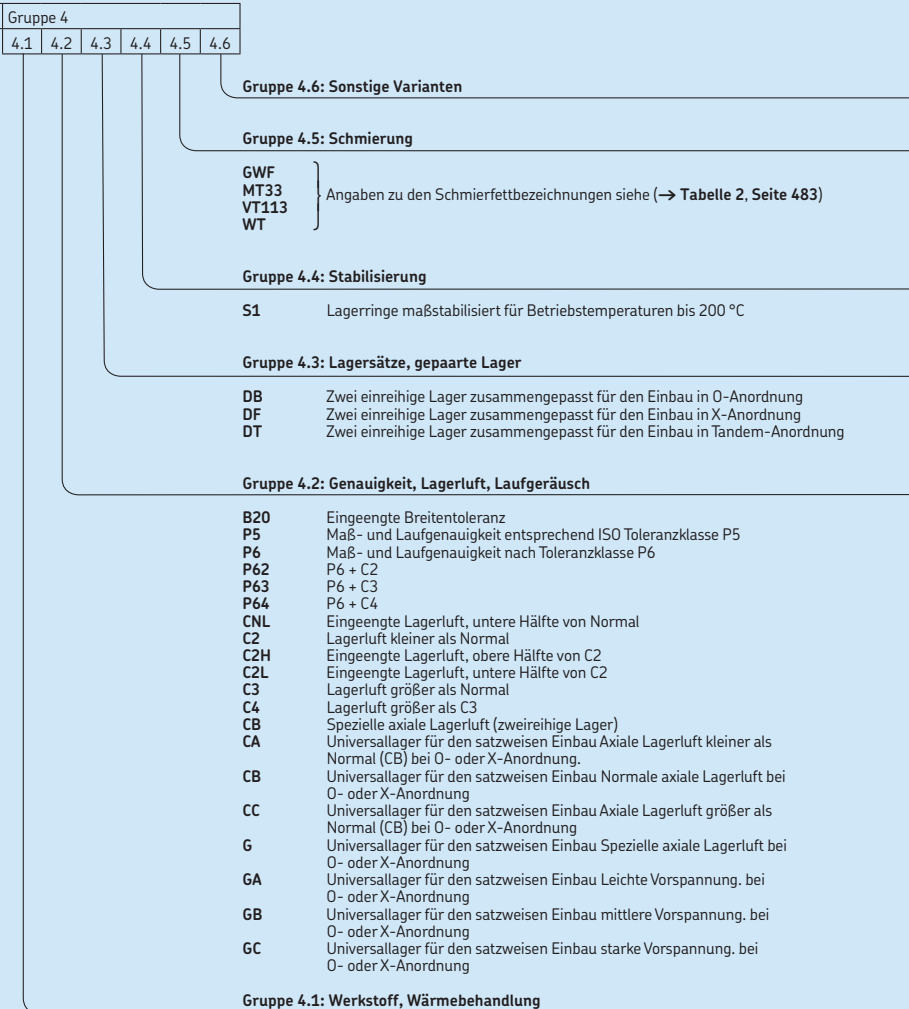 Gruppe 4
4.1 4.2 4.3 4.4 4.5 4.6
Gruppe 4.6: Sonstige Varianten
Gruppe 4.5: Schmierung
GWF
MT33
VT113
WT
Angaben zu den Schmierfettbezeichnungen siehe (→ Tabelle 2, Seite 483)
Gruppe 4.4: Stabilisierung
S1 Lagerringe maßstabilisiert für Betriebstemperaturen bis 200 °C
Gruppe 4.3: Lagersätze, gepaarte Lager
DB Zwei einreihige Lager zusammengepasst für den Einbau in O-Anordnung
DF Zwei einreihige Lager zusammengepasst für den Einbau in X-Anordnung
DT Zwei einreihige Lager zusammengepasst für den Einbau in Tandem-Anordnung
Gruppe 4.2: Genauigkeit, Lagerluft, Laufgeräusch
B20 Eingeengte Breitentoleranz
P5 Maß- und Laufgenauigkeit entsprechend ISO Toleranzklasse P5
P6 Maß- und Laufgenauigkeit nach Toleranzklasse P6
P62 P6 + C2
P63 P6 + C3
P64 P6 + C4
CNL Eingeengte Lagerluft, untere Hälfte von Normal
C2 Lagerluft kleiner als Normal
C2H Eingeengte Lagerluft, obere Hälfte von C2
C2L Eingeengte Lagerluft, untere Hälfte von C2
C3 Lagerluft größer als Normal
C4 Lagerluft größer als C3
CB Spezielle axiale Lagerluft (zweireihige Lager)
CA Universallager für den satzweisen Einbau Axiale Lagerluft kleiner als
Normal (CB) bei O- oder X-Anordnung.
CB Universallager für den satzweisen Einbau Normale axiale Lagerluft bei
O- oder X-Anordnung
CC Universallager für den satzweisen Einbau Axiale Lagerluft größer als
Normal (CB) bei O- oder X-Anordnung
G Universallager für den satzweisen Einbau Spezielle axiale Lagerluft bei
O- oder X-Anordnung
GA Universallager für den satzweisen Einbau Leichte Vorspannung. bei
O- oder X-Anordnung
GB Universallager für den satzweisen Einbau mittlere Vorspannung. bei
O- oder X-Anordnung
GC Universallager für den satzweisen Einbau starke Vorspannung. bei
O- oder X-Anordnung
Gruppe 4.1: Werkstoff, Wärmebehandlung